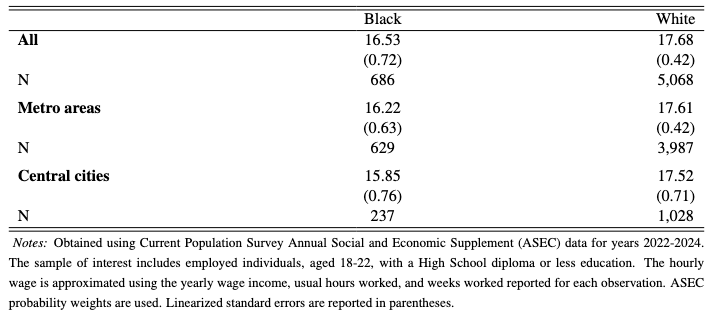 Black White
All 16.53 17.68
(0.72) (0.42)
N 686 5,068
Metro areas 16.22 17.61
(0.63) (0.42)
N 629 3,987
Central cities 15.85 17.52
(0.76) (0.71)
N 237 1,028
Notes: Obtained using Current Population Survey Annual Social and Economic Supplement (ASEC) data for years 2022-2024.
The sample of interest includes employed individuals, aged 18-22, with a High School diploma or less education. The hourly
wage is approximated using the yearly wage income, usual hours worked, and weeks worked reported for each observation. ASEC
probability weights are used. Linearized standard errors are reported in parentheses.